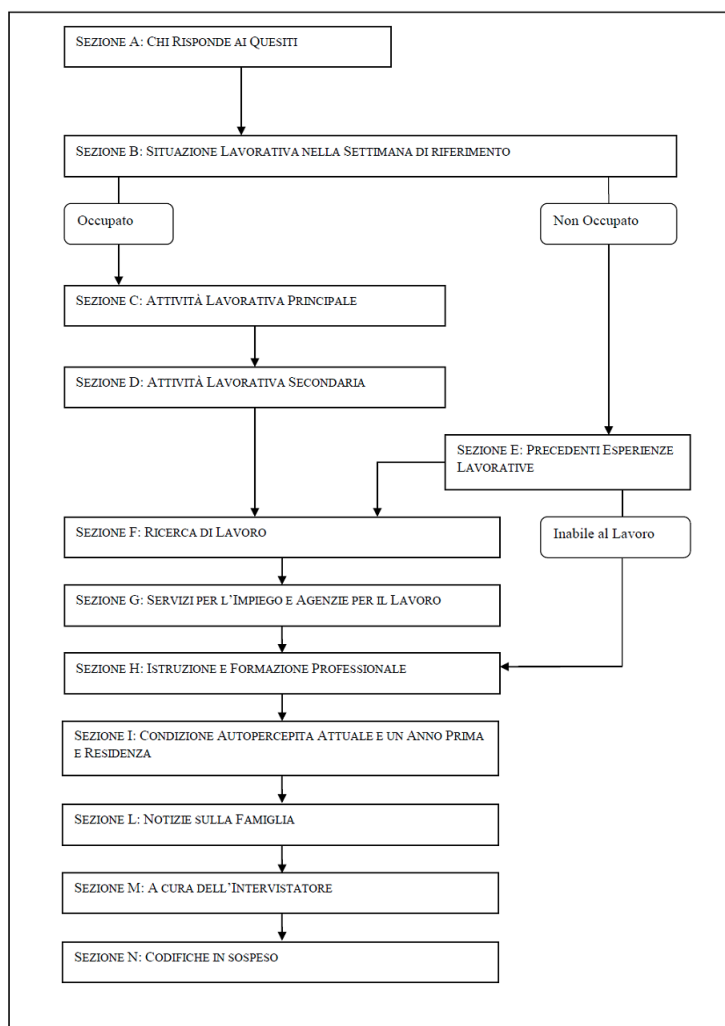 SEZIONE A: CHI RISPONDE AI QUESITI
SEZIONE B: SITUAZIONE LAVORATIVA NELLA SETTIMANA DI RIFERIMENTO
Occupato
Non Occupato
SEZIONE C: ATTIVITÀ LAVORATIVA PRINCIPALE
SEZIONE D: ATTIVITÀ LAVORATIVA SECONDARIA
SEZIONE E: PRECEDENTI ESPERIENZE
LAVORATIVE
SEZIONE F: RICERCA DI LAVORO
Inabile al Lavoro
SEZIONE G: SERVIZI PER L'IMPIEGO E AGENZIE PER IL LAVORO
SEZIONE H: ISTRUZIONE E FORMAZIONE PROFESSIONALE
SEZIONE I: CONDIZIONE AUTOPERCEPITA ATTUALE E UN ANNO PRIMA
E RESIDENZA
SEZIONE L: NOTIZIE SULLA FAMIGLIA
SEZIONE M: A CURA DELL'INTERVISTATORE
SEZIONE N: CODIFICHE IN SOSPESO